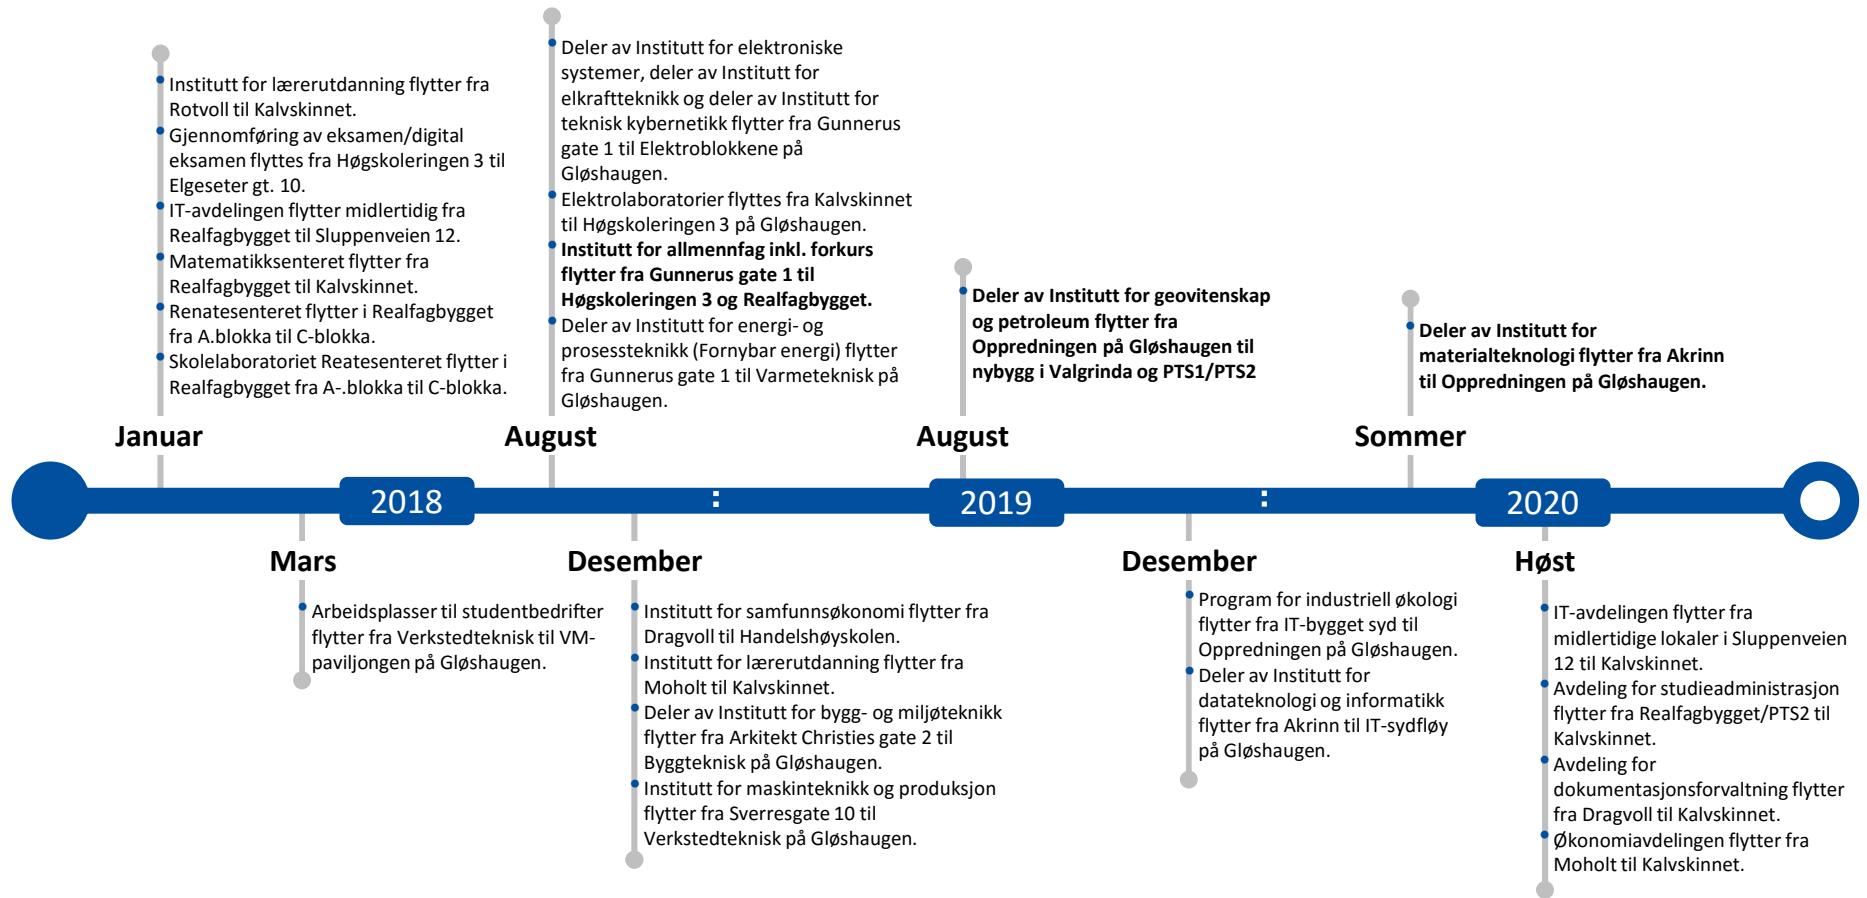 Institutt for lærerutdanning flytter fra
Rotvoll til Kalvskinnet.
Gjennomføring av eksamen/digital
eksamen flyttes fra Høgskoleringen 3 til
Elgeseter gt. 10.
IT-avdelingen flytter midlertidig fra
Realfagbygget til Sluppenveien 12.
Matematikksenteret flytter fra
Realfagbygget til Kalvskinnet.
Renatesenteret flytter i Realfagbygget
fra A.blokka til C-blokka.
Skolelaboratoriet Reatesenteret flytter i
Realfagbygget fra A-.blokka til C-blokka.
Januar
Deler av Institutt for elektroniske
systemer, deler av Institutt for
elkraftteknikk og deler av Institutt for
teknisk kybernetikk flytter fra Gunnerus
gate 1 til Elektroblokkene på
Gløshaugen.
Elektrolaboratorier flyttes fra Kalvskinnet
til Høgskoleringen 3 på Gløshaugen.
Institutt for allmennfag inkl. forkurs
flytter fra Gunnerus gate 1 til
Høgskoleringen 3 og Realfagbygget.
Deler av Institutt for energi- og
prosessteknikk (Fornybar energi) flytter
fra Gunnerus gate 1 til Varmeteknisk på
Gløshaugen.
August
Deler av Institutt for geovitenskap
og petroleum flytter fra
Oppredningen på Gløshaugen til
nybygg i Valgrinda og PTS1/PTS2
August
Deler av Institutt for
materialteknologi flytter fra Akrinn
til Oppredningen på Gløshaugen.
Sommer
2018
:
2019
:
2020
Mars
Arbeidsplasser til studentbedrifter
flytter fra Verkstedteknisk til VM-
paviljongen på Gløshaugen.
Desember
Institutt for samfunnsøkonomi flytter fra
Dragvoll til Handelshøyskolen.
Institutt for lærerutdanning flytter fra
Moholt til Kalvskinnet.
Deler av Institutt for bygg- og miljøteknikk
flytter fra Arkitekt Christies gate 2 til
Byggteknisk på Gløshaugen.
Institutt for maskinteknikk og produksjon
flytter fra Sverresgate 10 til
Verkstedteknisk på Gløshaugen.
Desember
Program for industriell økologi
flytter fra IT-bygget syd til
Oppredningen på Gløshaugen.
Deler av Institutt for
datateknologi og informatikk
flytter fra Akrinn til IT-sydfløy
på Gløshaugen.
Høst
IT-avdelingen flytter fra
midlertidige lokaler i Sluppenveien
12 til Kalvskinnet.
Avdeling for studieadministrasjon
flytter fra Realfagbygget/PTS2 til
Kalvskinnet.
Avdeling for
dokumentasjonsforvaltning flytter
fra Dragvoll til Kalvskinnet.
Økonomiavdelingen flytter fra
Moholt til Kalvskinnet.